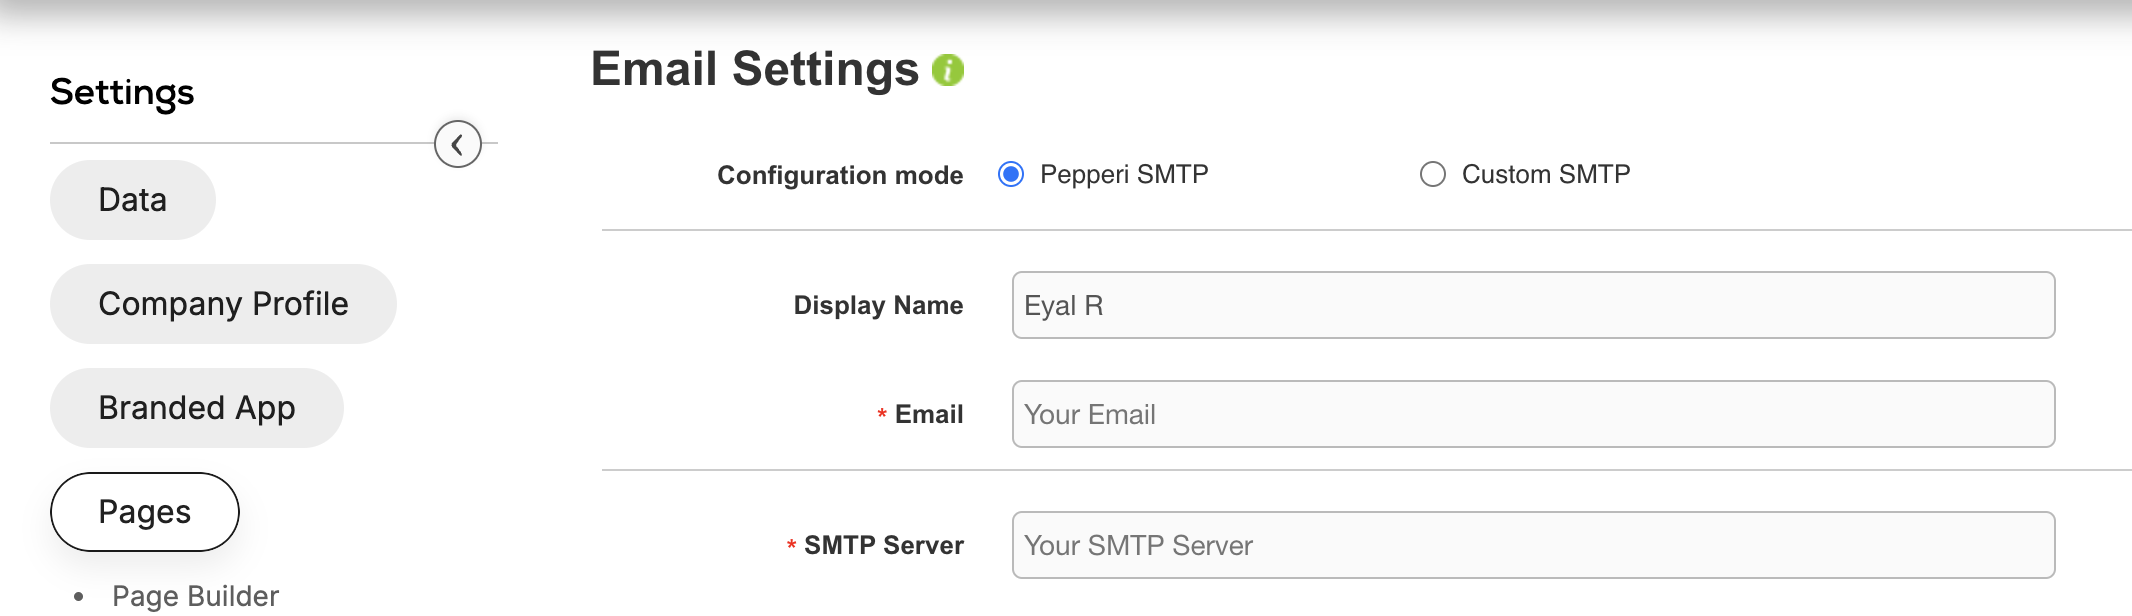 Settings
Data
Company Profile
Branded App
Pages
• Page Builder
Email Settings i
Configuration mode Pepperi SMTP Custom SMTP
Display Name Eyal R
* Email Your Email
* SMTP Server Your SMTP Server